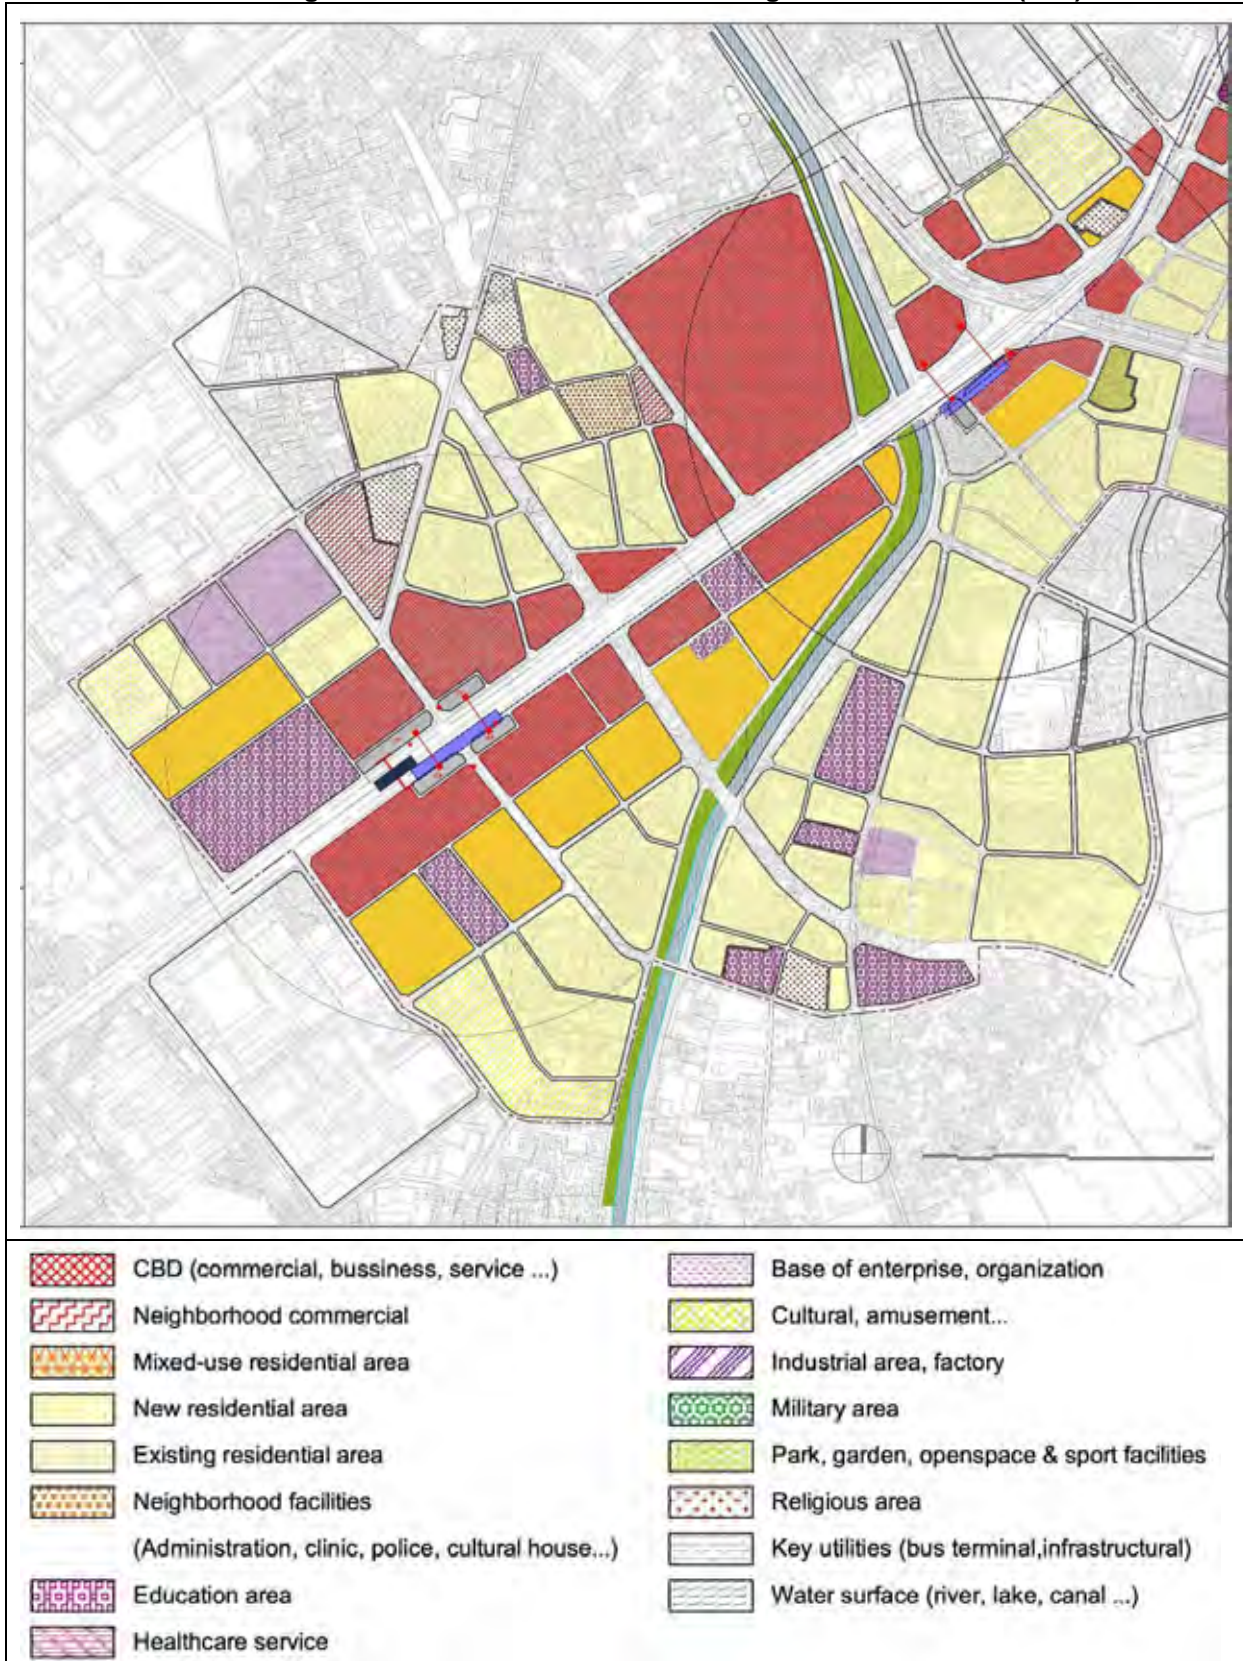 CBD (commercial, bussiness, service ...)
Neighborhood commercial
Mixed-use residential area
New residential area
Existing residential area
Neighborhood facilities
(Administration, clinic, police, cultural house...)
Education area
Healthcare service
Base of enterprise, organization
Cultural, amusement...
Industrial area, factory
Military area
Park, garden, openspace & sport facilities
Religious area
Key utilities (bus terminal,infrastructural)
Water surface (river, lake, canal ...)